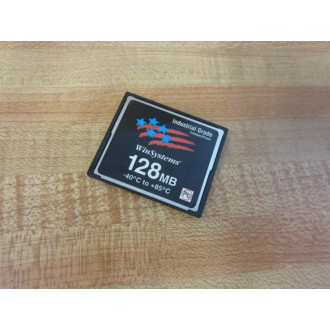 Industrial Grade
WinSystems®
128MB
-40°C to +85°C